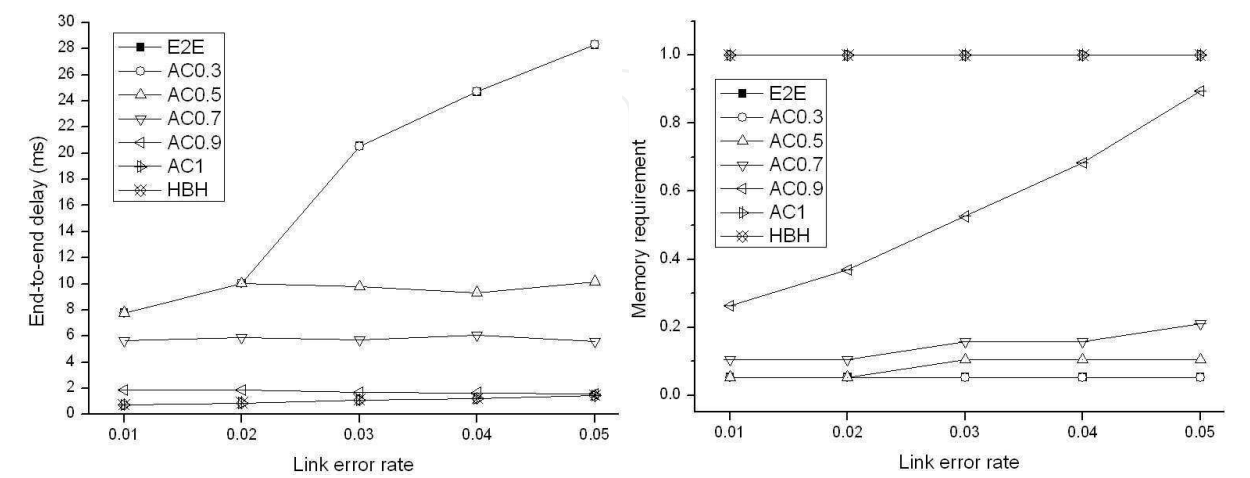 30
28
26
24
22
20
18
16
14
12
10
8
6
4
2
0
End-to-end delay (ms)
E2E
AC0.3
AC0.5
AC0.7
AC0.9
AC1
HBH
0.01 0.02 0.03 0.04 0.05
Link error rate
1.0
0.8
0.6
0.4
0.2
0.0
Memory requirement
E2E
AC0.3
AC0.5
AC0.7
AC0.9
AC1
HBH
0.01 0.02 0.03 0.04 0.05
Link error rate